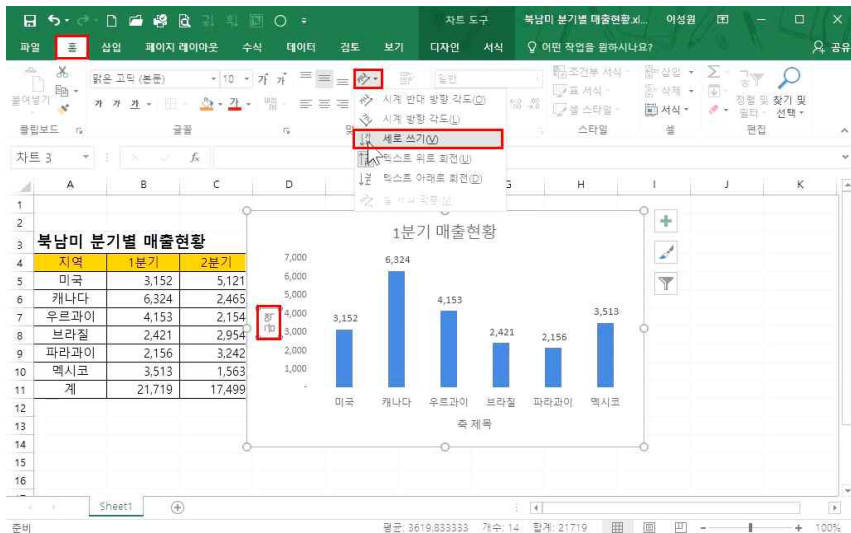 차트 도구
북남미 분기별 매출현황.xl... 이성원
파일 홈 삽입 페이지 레이아웃 수식 데이터 검토 보기 디자인 서식 어떤 작업을 원하시나요? 공유
맑은 고딕 (본문) 10 가 가 일반 조건부 서식 삽입
붙여넣기 가 가 가 가 시계 반대 방향 각도(O) 표 서식 삭제 정렬 및 찾기 및
시계 방향 각도(L) 셀 스타일 서식 필터 선택
클립보드 글꼴 세로 쓰기(V) 스타일 셀 편집
텍스트 위로 회전(U)
텍스트 아래로 회전(D)
차트 3 fx
A B C D G H I J K
1
2
3 북남미 분기별 매출현황
4 지역 1분기 2분기
5 미국 3,152 5,121
6 캐나다 6,324 2,465
7 우르과이 4,153 2,154
8 브라질 2,421 2,954
9 파라과이 2,156 3,242
10 멕시코 3,513 1,563
11 계 21,719 17,499
12
13
14
15
16
1분기 매출현황
7,000
6,000
5,000
4,000
3,000
2,000
1,000
-
금액
3,152 6,324 4,153 2,421 2,156 3,513
미국 캐나다 우르과이 브라질 파라과이 멕시코
축 제목
Sheet1
준비 평균: 3619.833333 개수: 14 합계: 21719 100%